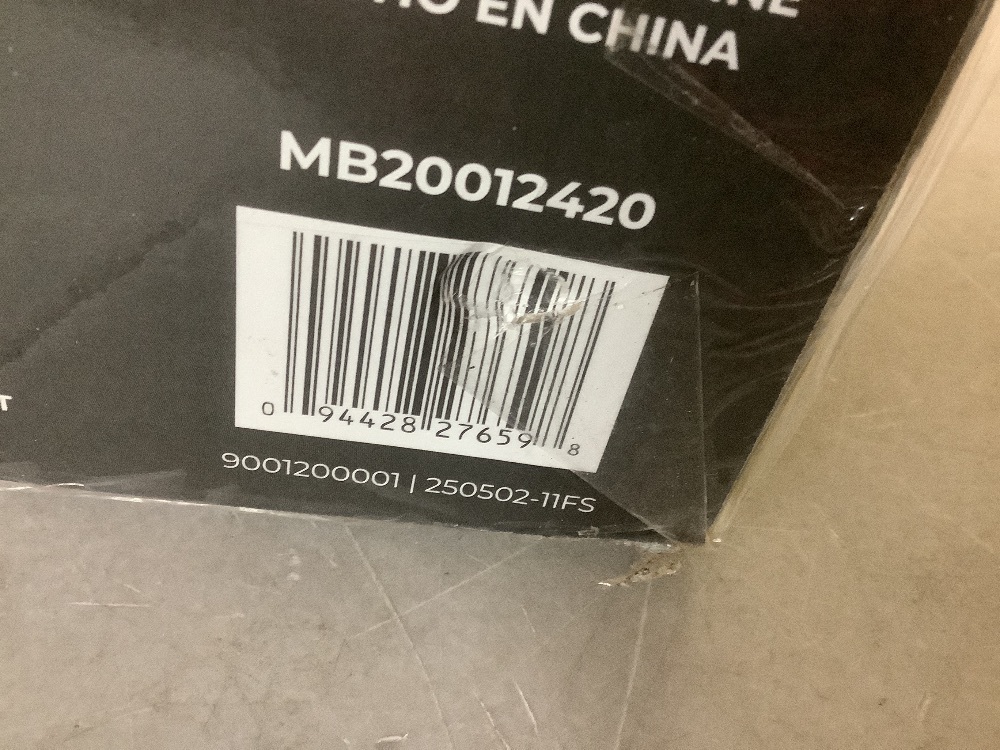 EN CHINA
MB20012420
0 94428 27659 8
9001200001 | 250502-11FS